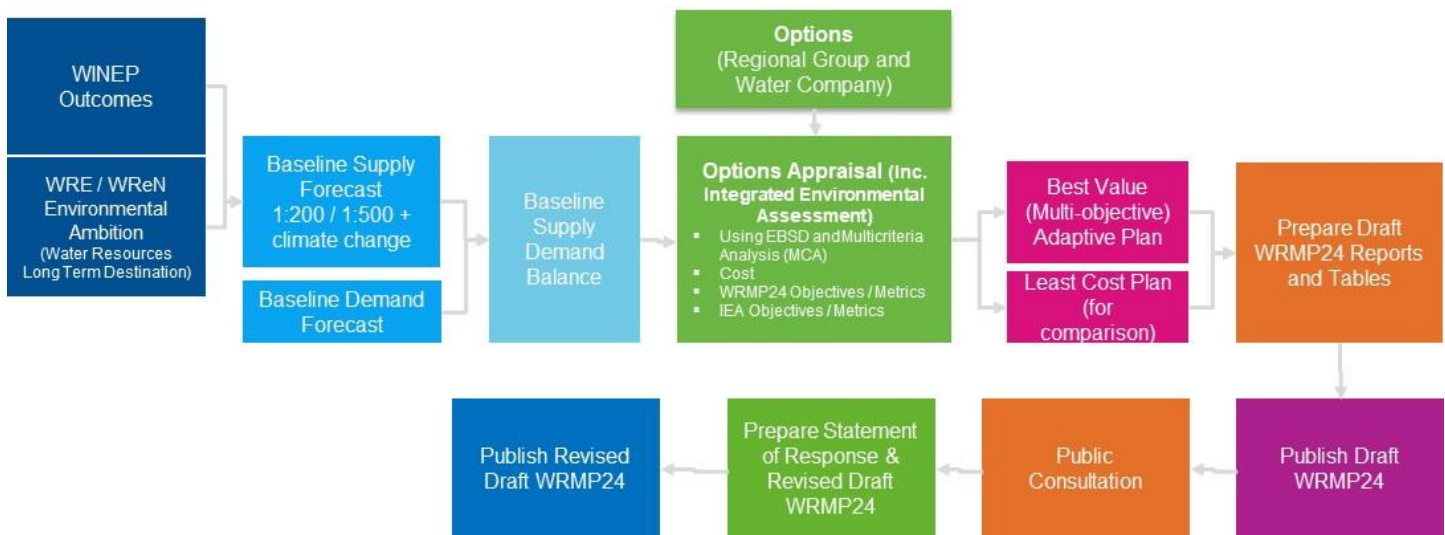 WINEP
Outcomes
WRE / WReN
Environmental
Ambition
(Water Resources
Long Term Destination)
Baseline Supply
Forecast
1:200 / 1:500 +
climate change
Baseline Demand
Forecast
Baseline
Supply
Demand
Balance
Options
(Regional Group and
Water Company)
Options Appraisal (Inc.
Integrated Environmental
Assessment)
▪ Using EBSD and Multicriteria
Analysis (MCA)
▪ Cost
▪ WRMP24 Objectives / Metrics
▪ IEA Objectives / Metrics
Best Value
(Multi-objective)
Adaptive Plan
Least Cost Plan
(for
comparison)
Prepare Draft
WRMP24 Reports
and Tables
Publish Draft
WRMP24
Public
Consultation
Prepare Statement
of Response &
Revised Draft
WRMP24
Publish Revised
Draft WRMP24